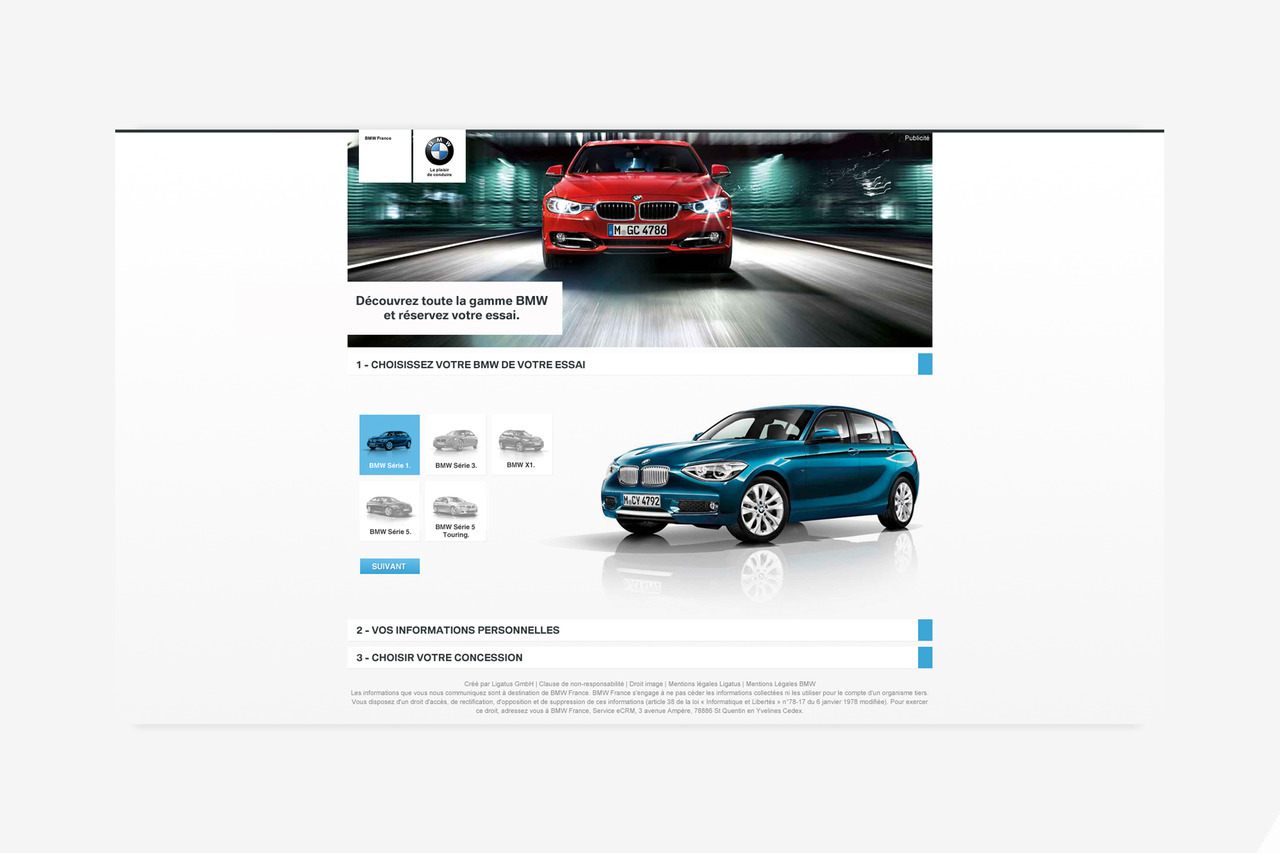 BMW France
BMW
Le plaisir
de conduire
Publicité
M GC 4786
Découvrez toute la gamme BMW
et réservez votre essai.
1 - CHOISISSEZ VOTRE BMW DE VOTRE ESSAI
BMW Série 1.
BMW Série 3.
BMW X1.
M CV 4792
BMW Série 5.
BMW Série 5
Touring.
SUIVANT
2 - VOS INFORMATIONS PERSONNELLES
3 - CHOISIR VOTRE CONCESSION
Créé par Ligatus GmbH | Clause de non-responsabilité | Droit image | Mentions légales Ligatus | Mentions Légales BMW
Les informations que vous nous communiquez sont à destination de BMW France. BMW France s'engage à ne pas céder les informations collectées ni les utiliser pour le compte d'un organisme tiers.
Vous disposez d'un droit d'accès, de rectification, d'opposition et de suppression de ces informations (article 38 de la loi « Informatique et Libertés » n°78-17 du 6 janvier 1978 modifiée). Pour exercer
ce droit, adressez vous à BMW France, Service eCRM, 3 avenue Ampère, 78886 St Quentin en Yvelines Cedex.